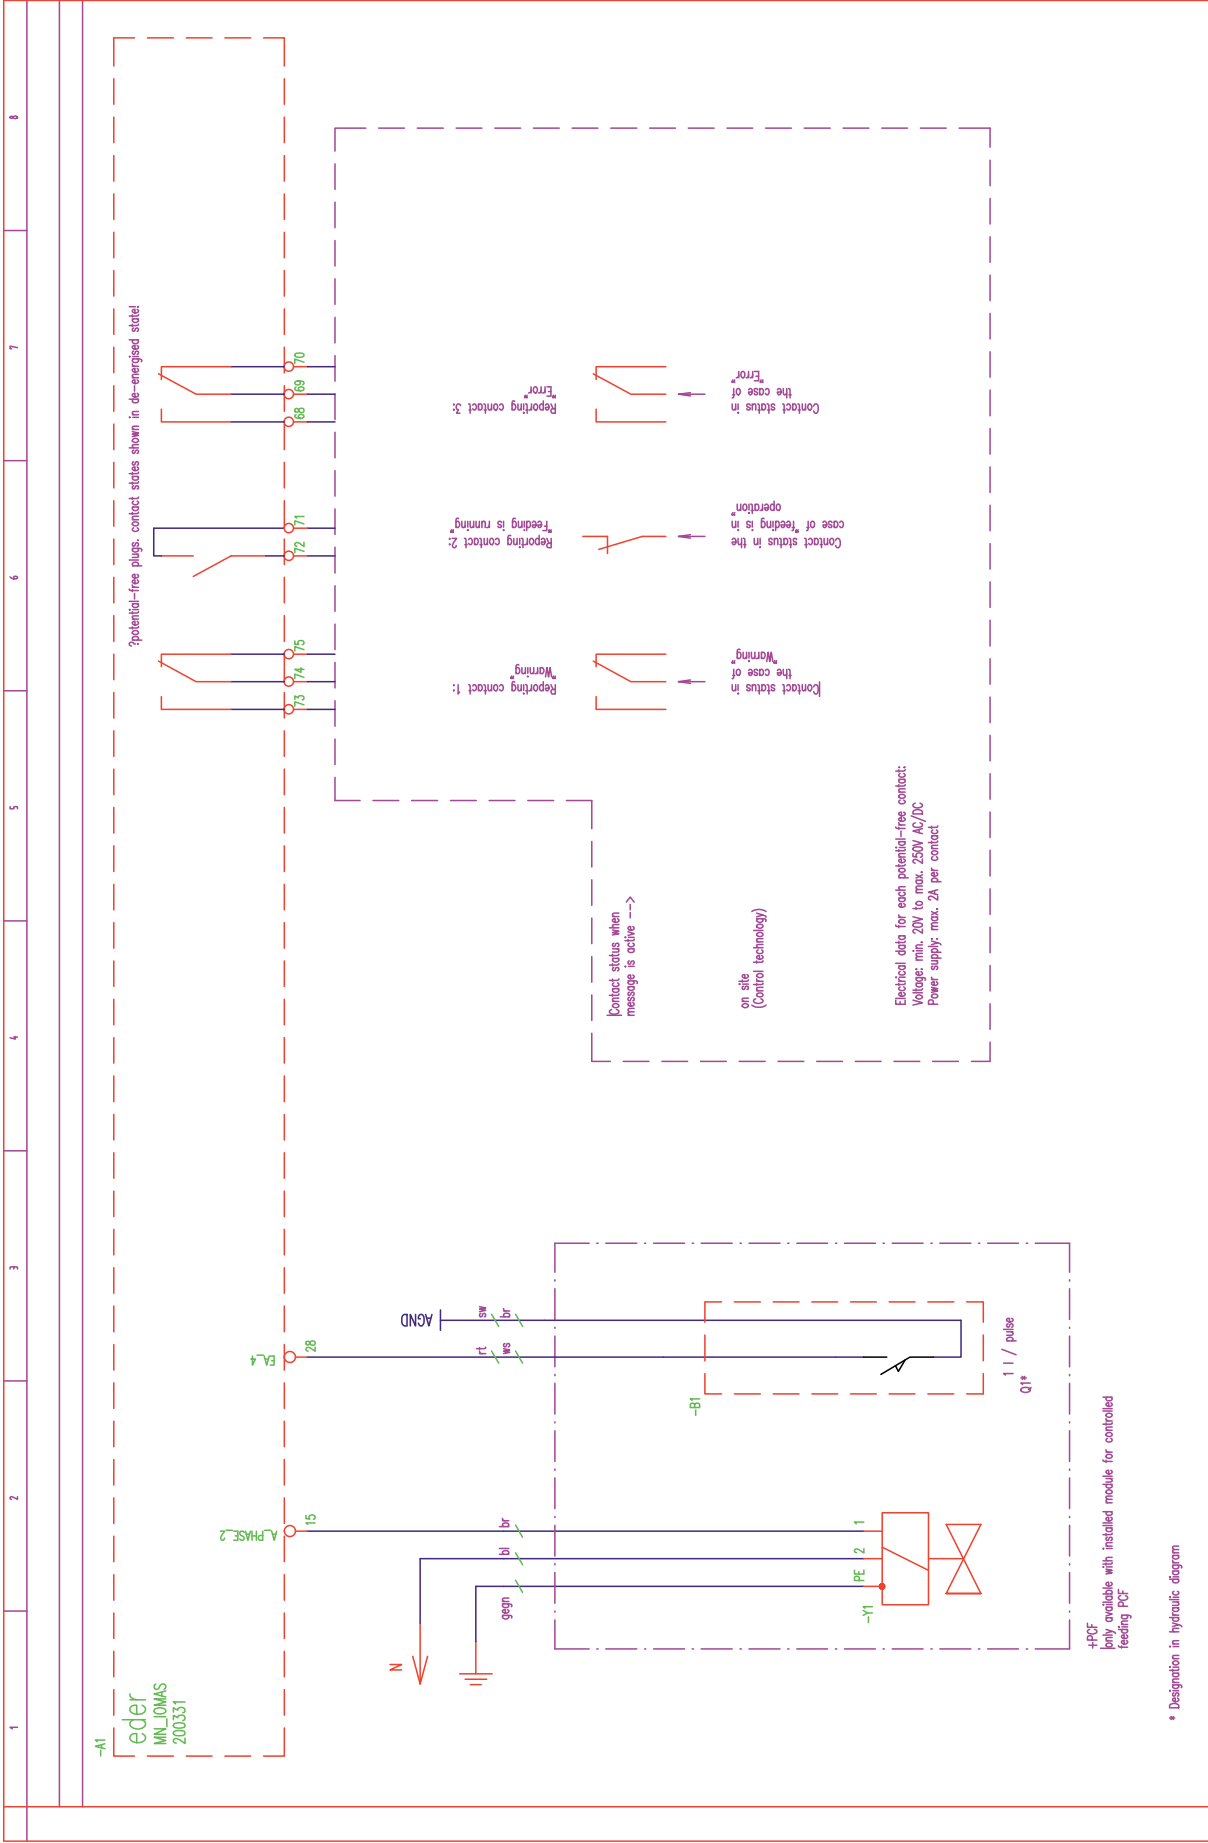 1
2
3
4
5
6
7
8
-A1
eder
MN_IOMAS
200331
?potential-free plugs. contact states shown in de-energised state!
A_PHASE_2
15
EA_4
28
73
74
75
72
71
68
69
70
N
AGND
gegn
bl
br
rt
sw
ws
br
Reporting contact 1:
"Warning"
Reporting contact 2:
"Feeding is running"
Reporting contact 3:
"Error"
Contact status when
message is active -->
Contact status in
the case of
"Warning"
Contact status in the
case of "feeding is in
operation"
Contact status in
the case of
"Error"
on site
(Control technology)
Electrical data for each potential-free contact:
Voltage: min. 20V to max. 250V AC/DC
Power supply: max. 2A per contact
-Y1
PE
2
1
-B1
1 l / pulse
Q1*
+PCF
only available with installed module for controlled
feeding PCF
* Designation in hydraulic diagram